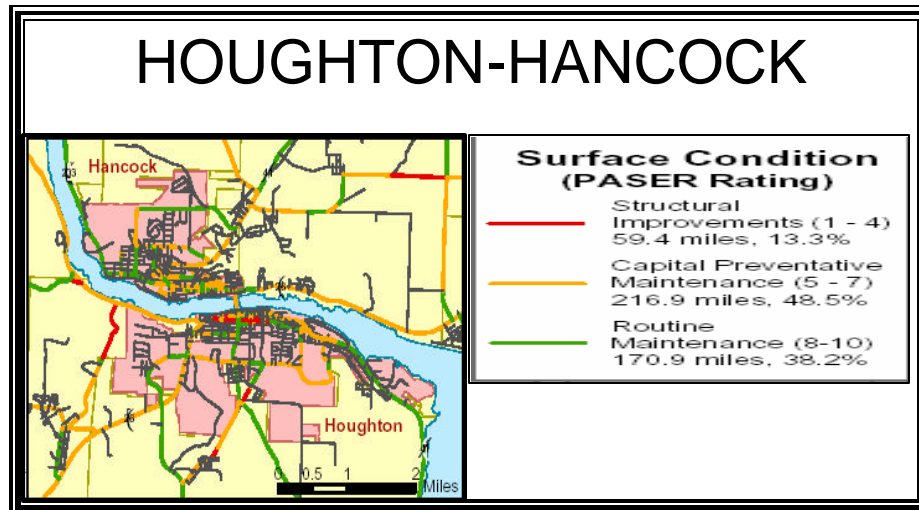 HOUGHTON-HANCOCK
Hancock
Houghton
0 0.5 1 2
Miles
Surface Condition
(PASER Rating)
Structural
Improvements (1 - 4)
59.4 miles, 13.3%
Capital Preventative
Maintenance (5 - 7)
216.9 miles, 48.5%
Routine
Maintenance (8-10)
170.9 miles, 38.2%